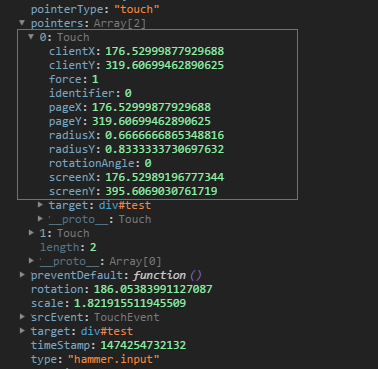 pointerType: "touch"
▼ pointers: Array[2]
▼ 0: Touch
clientX: 176.52999877929688
clientY: 319.60699462890625
force: 1
identifier: 0
pageX: 176.52999877929688
pageY: 319.60699462890625
radiusX: 0.6666666865348816
radiusY: 0.8333333730697632
rotationAngle: 0
screenX: 176.52989196777344
screenY: 395.6069030761719
▶ target: div#test
▶ __proto__: Touch
▶ 1: Touch
length: 2
▶ __proto__: Array[0]
▶ preventDefault: function ()
rotation: 186.05383991127087
scale: 1.821915511945509
▶ srcEvent: TouchEvent
▶ target: div#test
timeStamp: 1474254732132
type: "hammer.input"